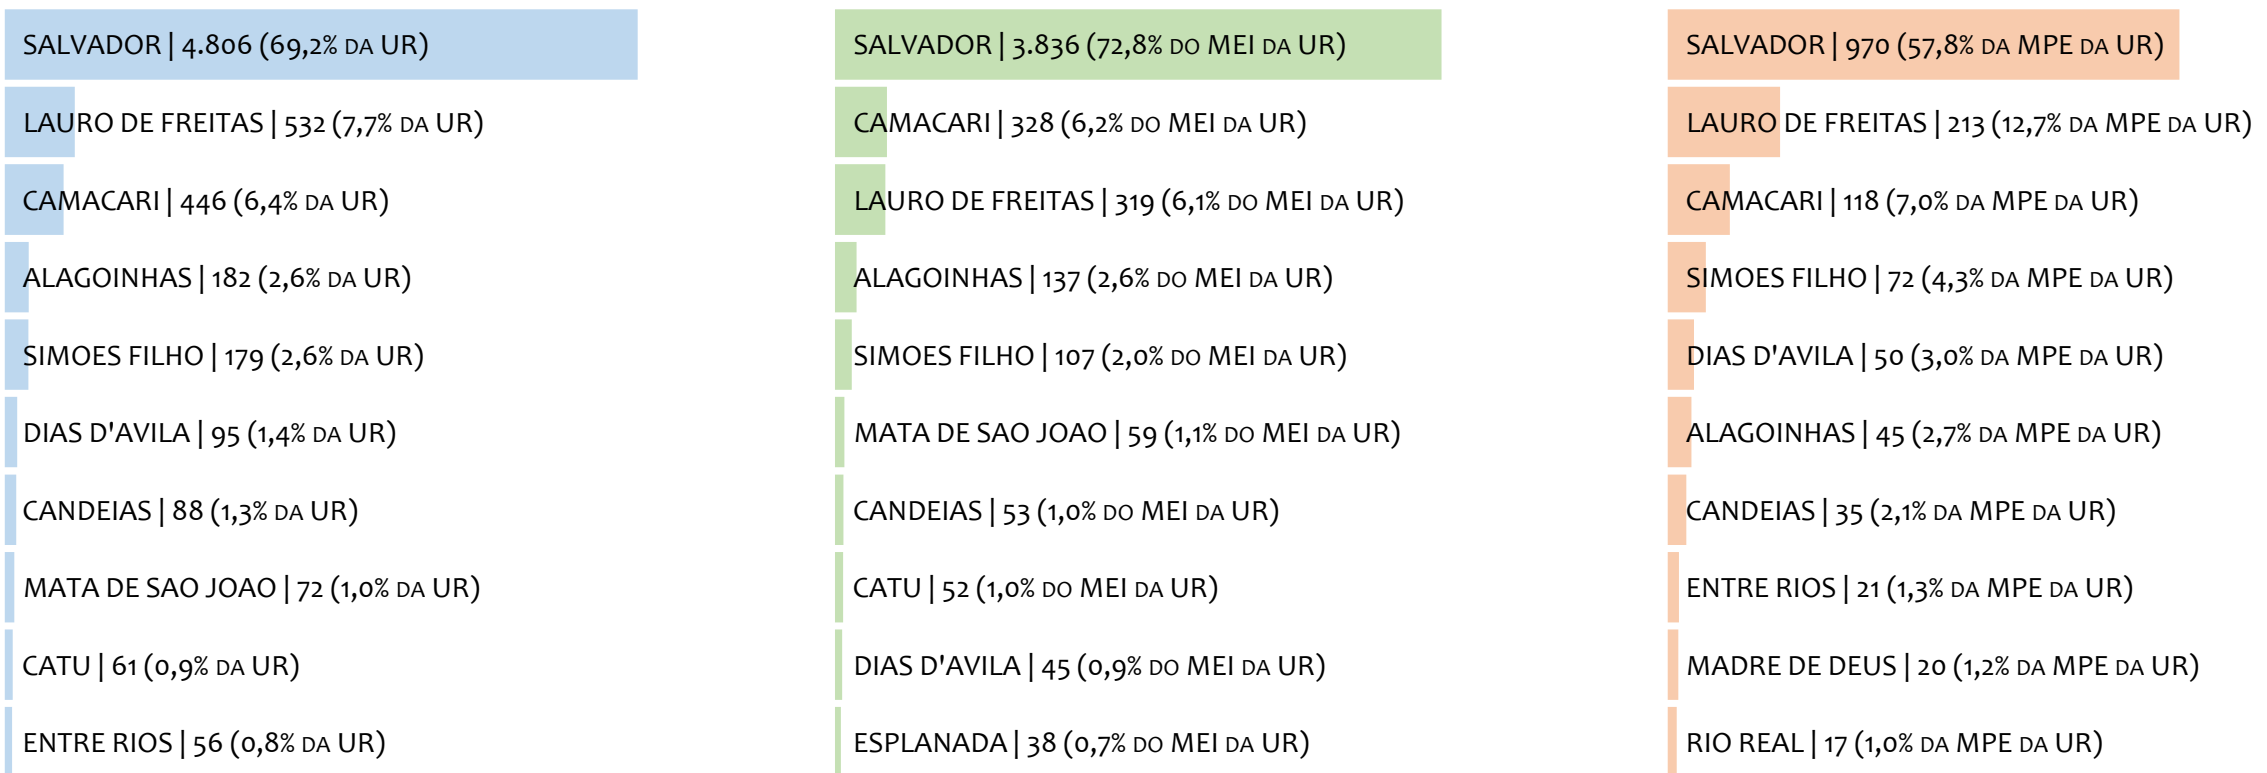 SALVADOR | 4.806 (69,2% DA UR)
LAURO DE FREITAS | 532 (7,7% DA UR)
CAMACARI | 446 (6,4% DA UR)
ALAGOINHAS | 182 (2,6% DA UR)
SIMOES FILHO | 179 (2,6% DA UR)
DIAS D'AVILA | 95 (1,4% DA UR)
CANDEIAS | 88 (1,3% DA UR)
MATA DE SAO JOAO | 72 (1,0% DA UR)
CATU | 61 (0,9% DA UR)
ENTRE RIOS | 56 (0,8% DA UR)
SALVADOR | 3.836 (72,8% DO MEI DA UR)
CAMACARI | 328 (6,2% DO MEI DA UR)
LAURO DE FREITAS | 319 (6,1% DO MEI DA UR)
ALAGOINHAS | 137 (2,6% DO MEI DA UR)
SIMOES FILHO | 107 (2,0% DO MEI DA UR)
MATA DE SAO JOAO | 59 (1,1% DO MEI DA UR)
CANDEIAS | 53 (1,0% DO MEI DA UR)
CATU | 52 (1,0% DO MEI DA UR)
DIAS D'AVILA | 45 (0,9% DO MEI DA UR)
ESPLANADA | 38 (0,7% DO MEI DA UR)
SALVADOR | 970 (57,8% DA MPE DA UR)
LAURO DE FREITAS | 213 (12,7% DA MPE DA UR)
CAMACARI | 118 (7,0% DA MPE DA UR)
SIMOES FILHO | 72 (4,3% DA MPE DA UR)
DIAS D'AVILA | 50 (3,0% DA MPE DA UR)
ALAGOINHAS | 45 (2,7% DA MPE DA UR)
CANDEIAS | 35 (2,1% DA MPE DA UR)
ENTRE RIOS | 21 (1,3% DA MPE DA UR)
MADRE DE DEUS | 20 (1,2% DA MPE DA UR)
RIO REAL | 17 (1,0% DA MPE DA UR)